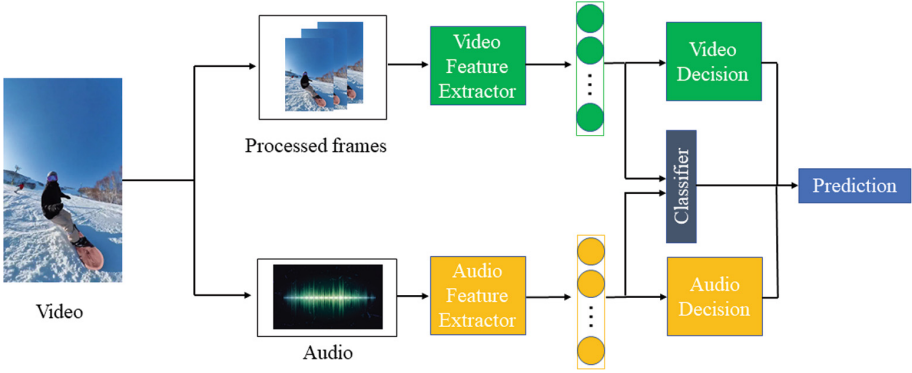 Video
Processed frames
Audio
Video
Feature
Extractor
Audio
Feature
Extractor
Video
Decision
Classifier
Audio
Decision
Prediction